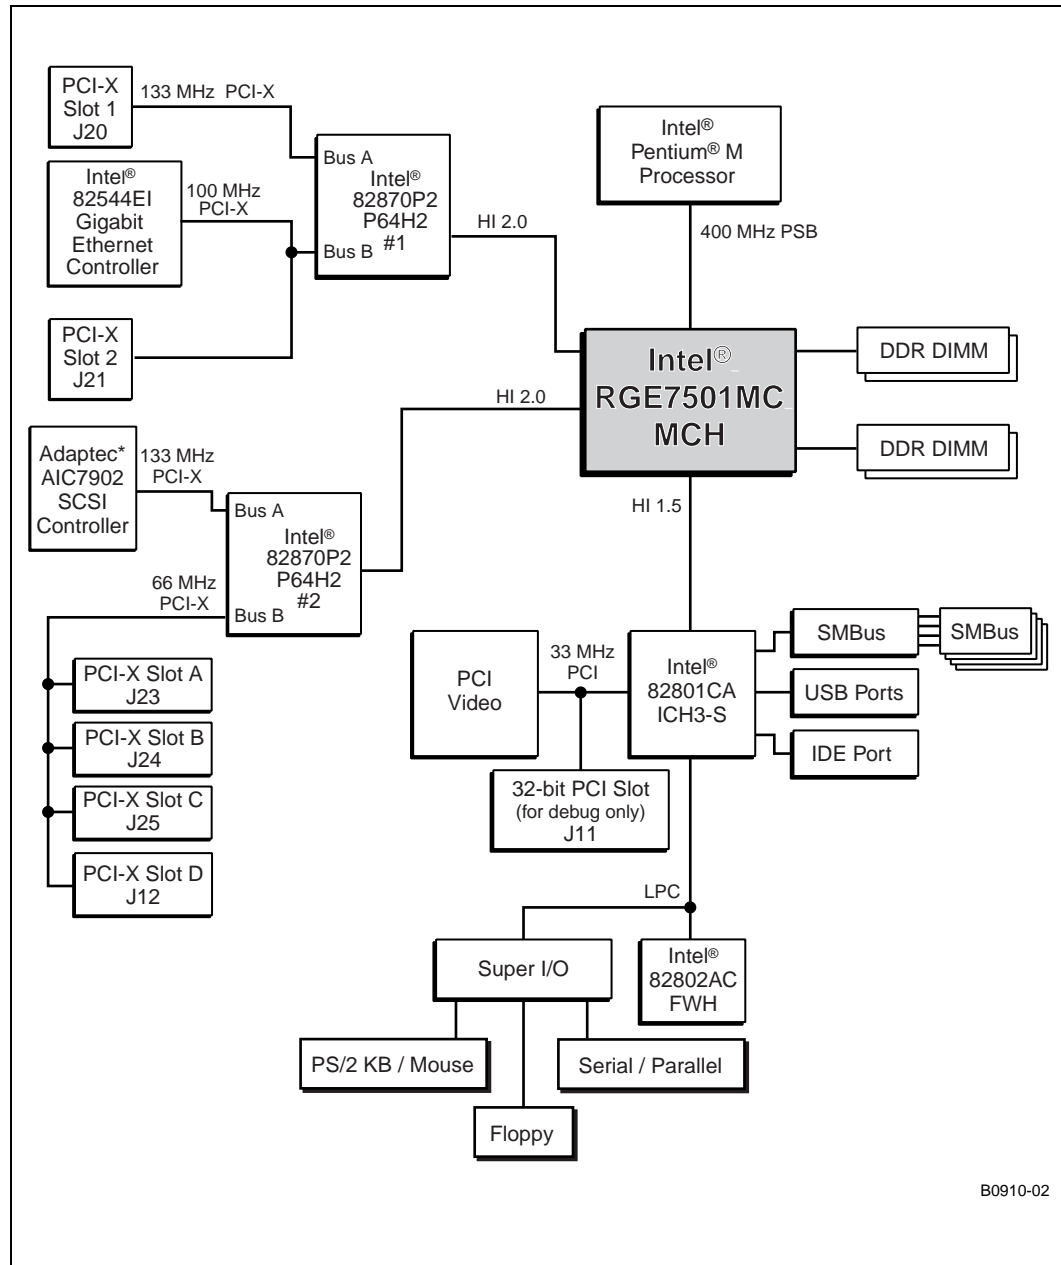 PCI-X
Slot 1
J20
133 MHz PCI-X
Intel®
82544EI
Gigabit
Ethernet
Controller
100 MHz
PCI-X
PCI-X
Slot 2
J21
Bus A
Intel®
82870P2
P64H2
#1
Bus B
HI 2.0
Intel®
Pentium® M
Processor
400 MHz PSB
Intel®
RGE7501MC
MCH
DDR DIMM
DDR DIMM
HI 2.0
Adaptec*
AIC7902
SCSI
Controller
133 MHz
PCI-X
Bus A
Intel®
82870P2
P64H2
#2
Bus B
66 MHz
PCI-X
HI 1.5
PCI-X Slot A
J23
PCI-X Slot B
J24
PCI-X Slot C
J25
PCI-X Slot D
J12
PCI
Video
33 MHz
PCI
Intel®
82801CA
ICH3-S
SMBus
SMBus
USB Ports
IDE Port
32-bit PCI Slot
(for debug only)
J11
LPC
Super I/O
Intel®
82802AC
FWH
PS/2 KB / Mouse
Serial / Parallel
Floppy
B0910-02